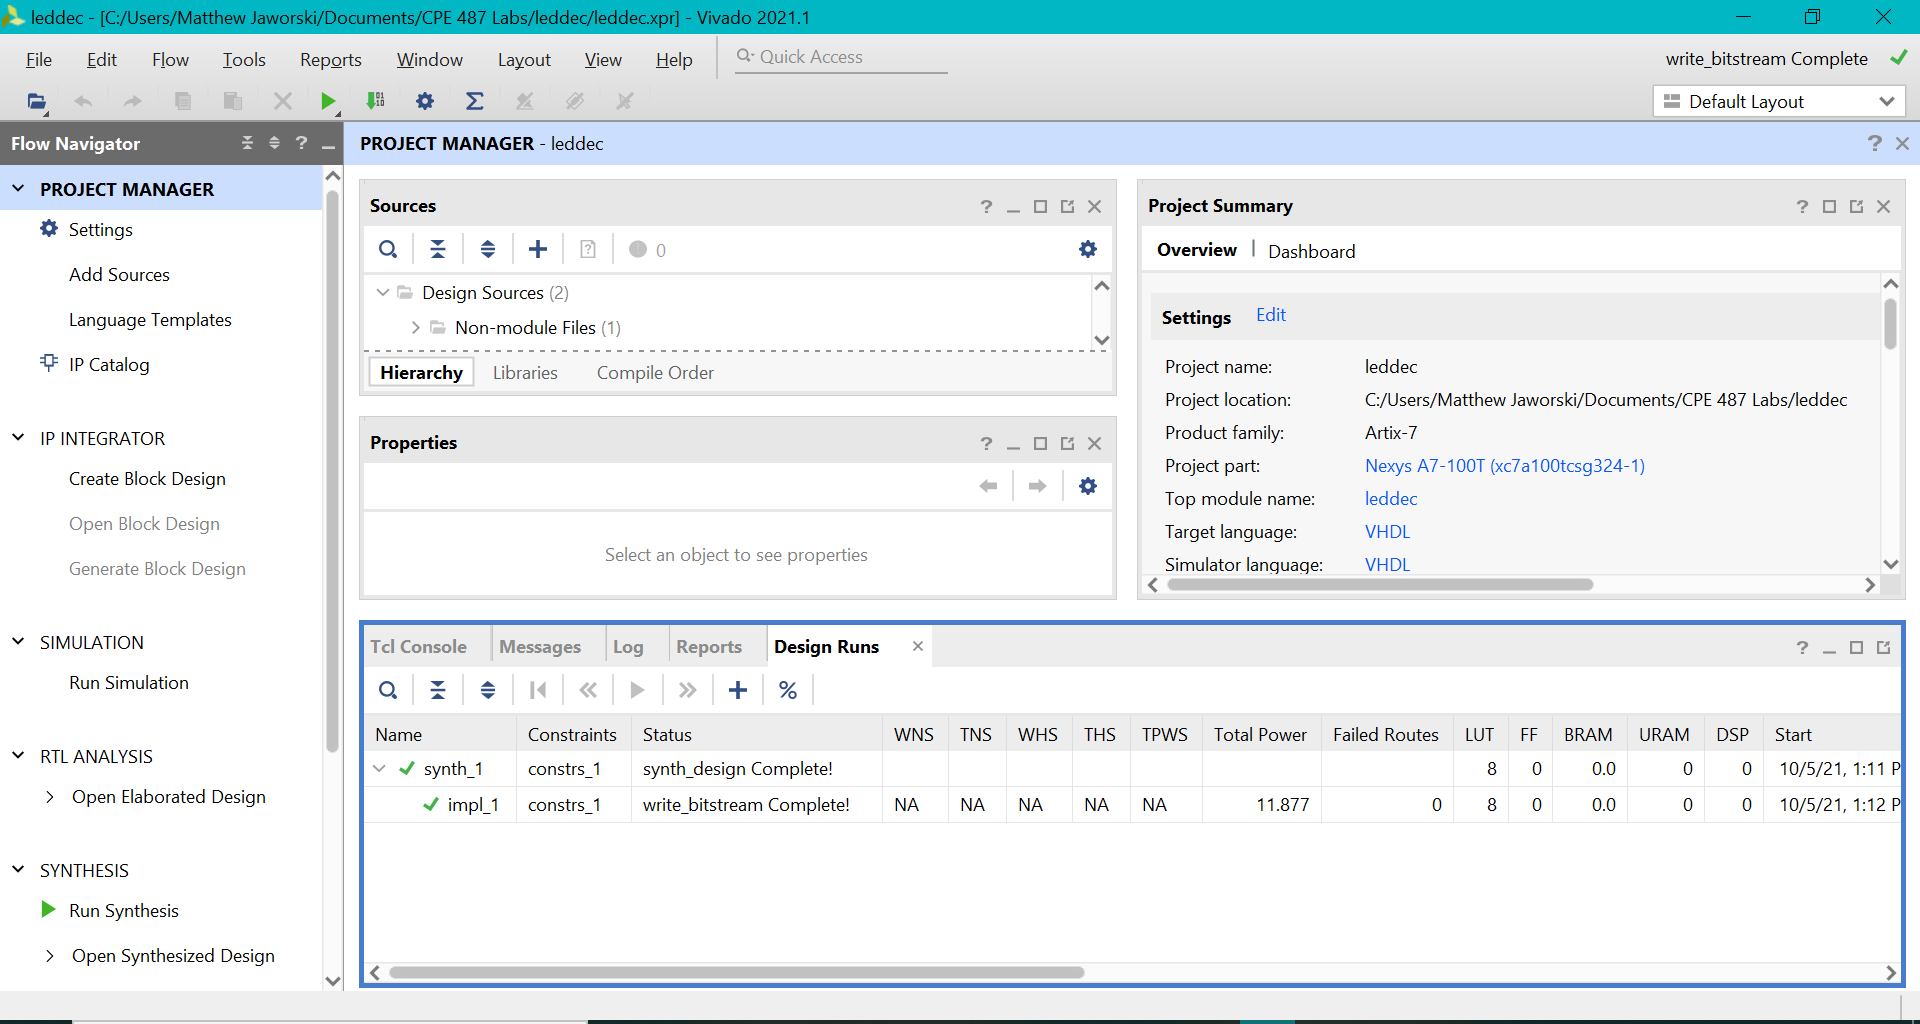 leddec - [C:/Users/Matthew Jaworski/Documents/CPE 487 Labs/leddec/leddec.xpr] - Vivado 2021.1
File Edit Flow Tools Reports Window Layout View Help Quick Access write_bitstream Complete
Default Layout
Flow Navigator
PROJECT MANAGER
Settings
Add Sources
Language Templates
IP Catalog
IP INTEGRATOR
Create Block Design
Open Block Design
Generate Block Design
SIMULATION
Run Simulation
RTL ANALYSIS
Open Elaborated Design
SYNTHESIS
Run Synthesis
Open Synthesized Design
PROJECT MANAGER - leddec
Sources
0
Design Sources (2)
Non-module Files (1)
Hierarchy Libraries Compile Order
Properties
Select an object to see properties
Project Summary
Overview | Dashboard
Settings Edit
Project name: leddec
Project location: C:/Users/Matthew Jaworski/Documents/CPE 487 Labs/leddec
Product family: Artix-7
Project part: Nexys A7-100T (xc7a100tcsg324-1)
Top module name: leddec
Target language: VHDL
Simulator language: VHDL
Tcl Console Messages Log Reports Design Runs
Name Constraints Status WNS TNS WHS THS TPWS Total Power Failed Routes LUT FF BRAM URAM DSP Start
synth_1 constrs_1 synth_design Complete! 8 0 0.0 0 0 10/5/21, 1:11 P
impl_1 constrs_1 write_bitstream Complete! NA NA NA NA NA 11.877 0 8 0 0.0 0 0 10/5/21, 1:12 P